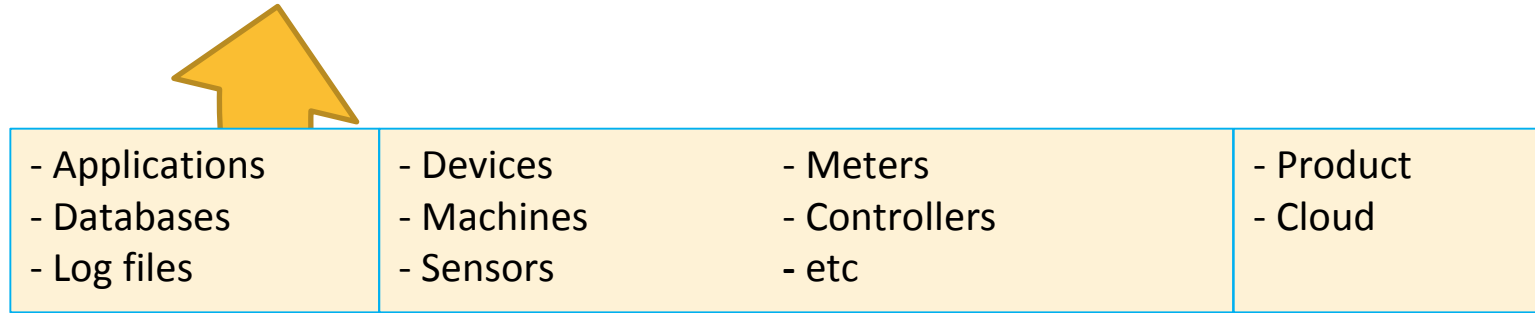 - Applications
- Databases
- Log files
- Devices
- Machines
- Sensors
- Meters
- Controllers
- etc
- Product
- Cloud